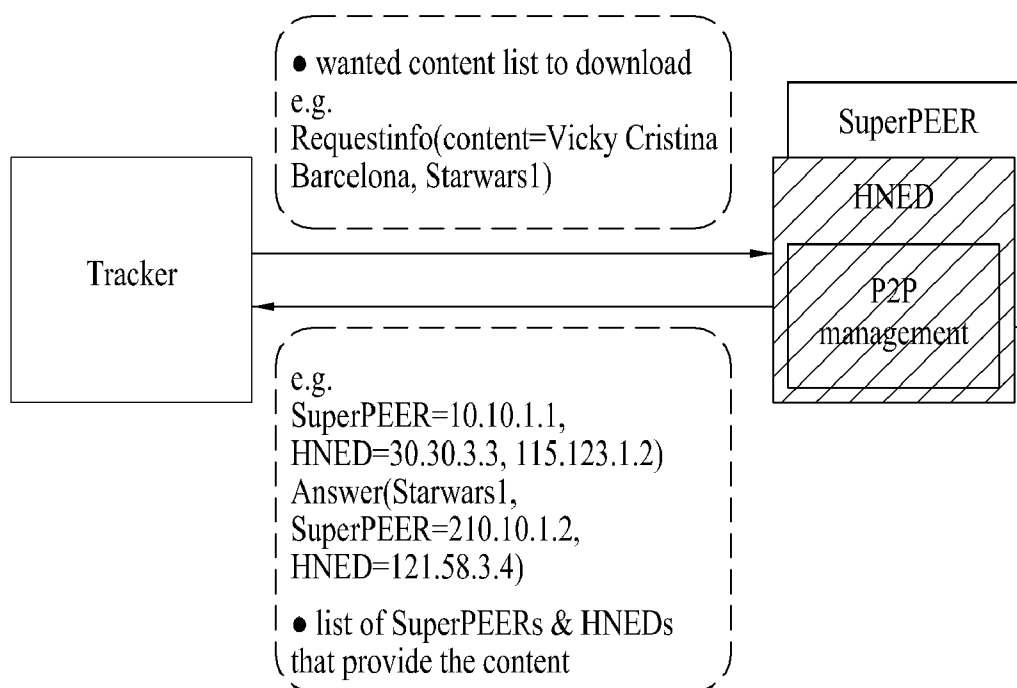 ● wanted content list to download
e.g.
Requestinfo(content=Vicky Cristina
Barcelona, Starwars1)
SuperPEER
HNED
Tracker
P2P
management
e.g.
SuperPEER=10.10.1.1,
HNED=30.30.3.3, 115.123.1.2)
Answer(Starwars1,
SuperPEER=210.10.1.2,
HNED=121.58.3.4)
● list of SuperPEERs & HNEDs
that provide the content